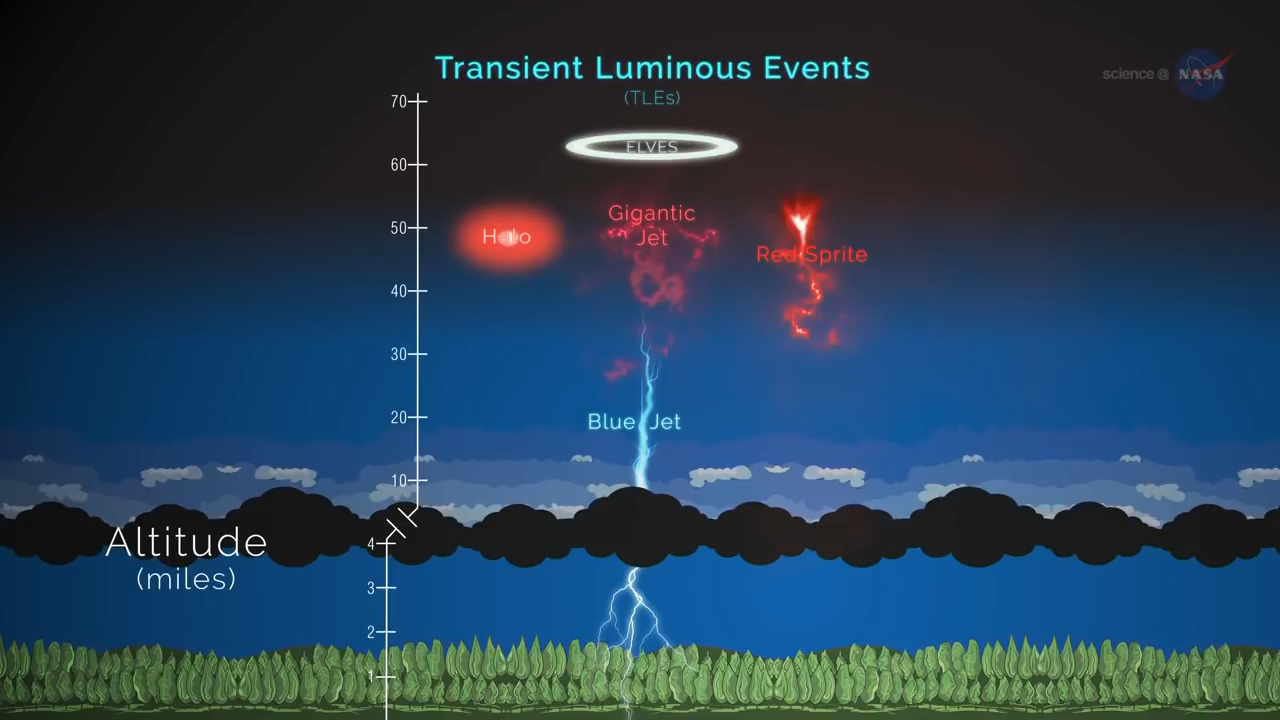 Transient Luminous Events
(TLEs)
science@ NASA
70
60
50
40
30
20
10
4
3
2
1
ELVES
Halo
Gigantic
Jet
Red Sprite
Blue Jet
Altitude
(miles)